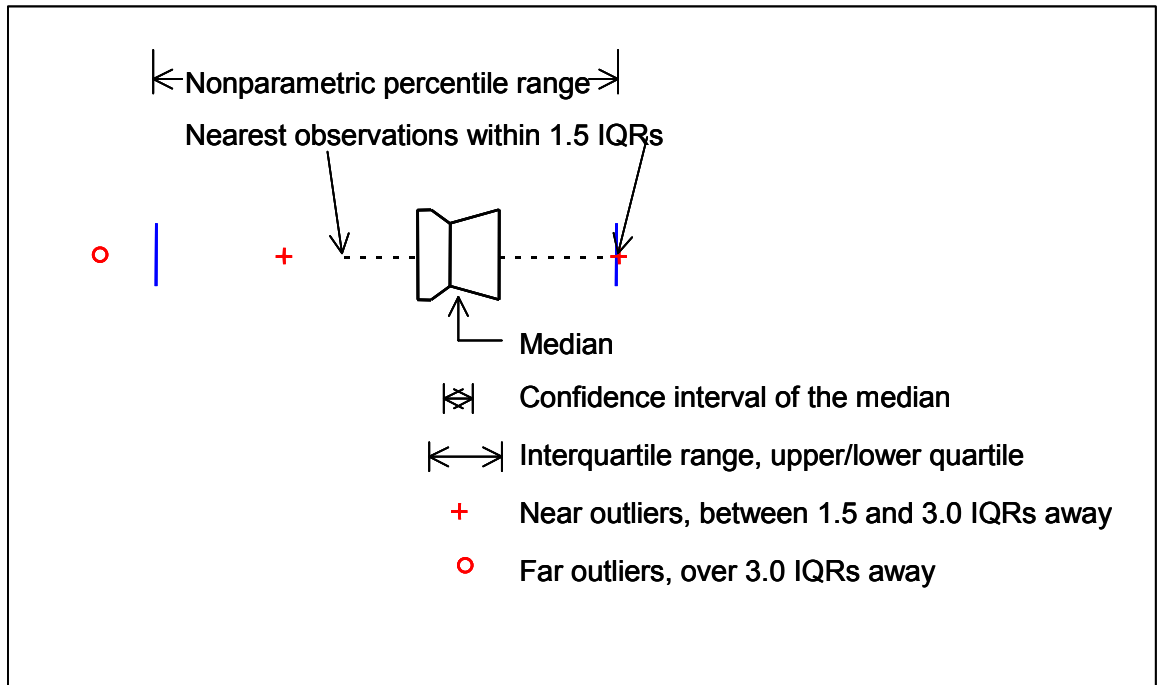 Nonparametric percentile range
Nearest observations within 1.5 IQRs
Median
Confidence interval of the median
Interquartile range, upper/lower quartile
Near outliers, between 1.5 and 3.0 IQRs away
Far outliers, over 3.0 IQRs away